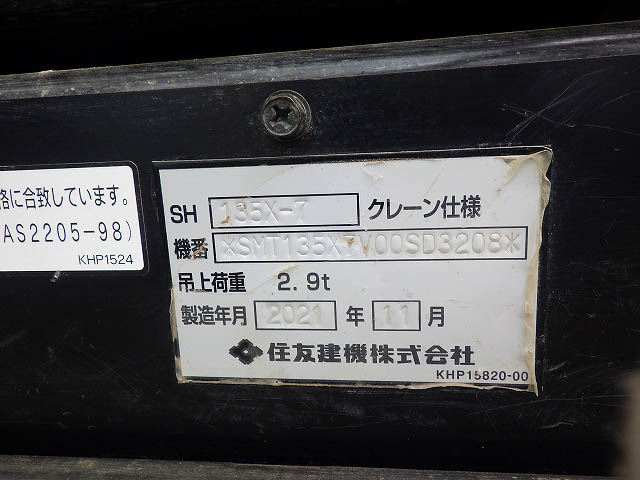 格に合致しています。
AS2205-98)
KHP1524
SH 135X-7 クレーン仕様
機番 *SMT135X7V00SD3208*
吊上荷重 2.9t
製造年月 2021 年 11 月
住友建機株式会社
KHP15820-00